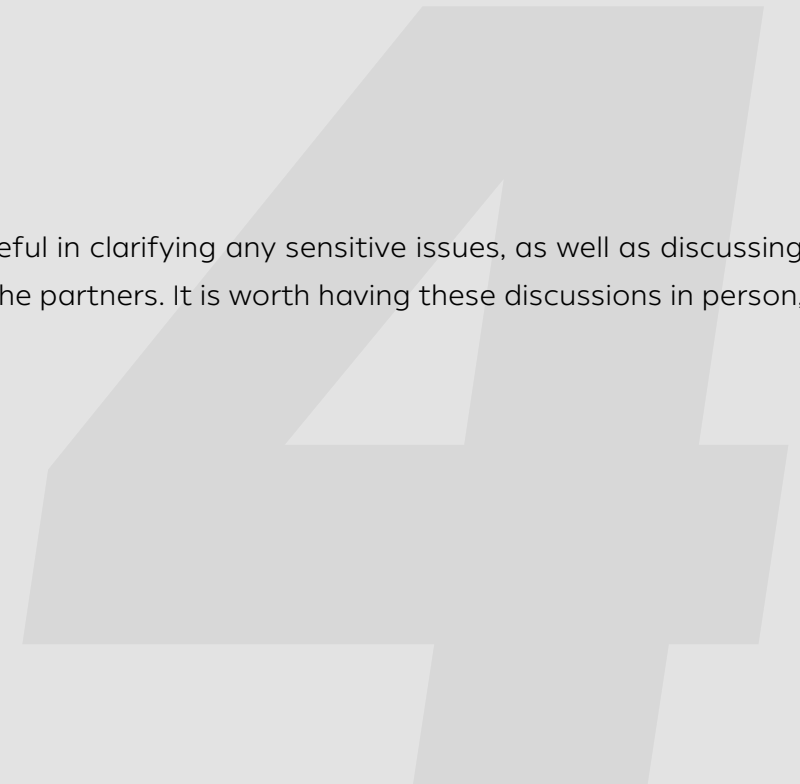 eful in clarifying any sensitive issues, as well as discussing
he partners. It is worth having these discussions in person,
4